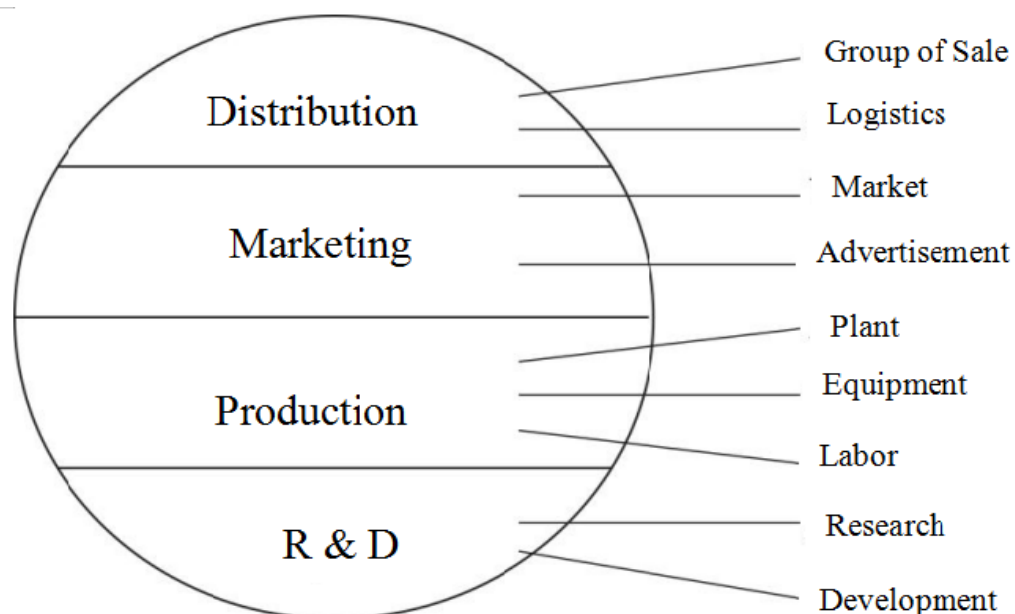 Distribution
Group of Sale
Logistics
Marketing
Market
Advertisement
Production
Plant
Equipment
Labor
R & D
Research
Development